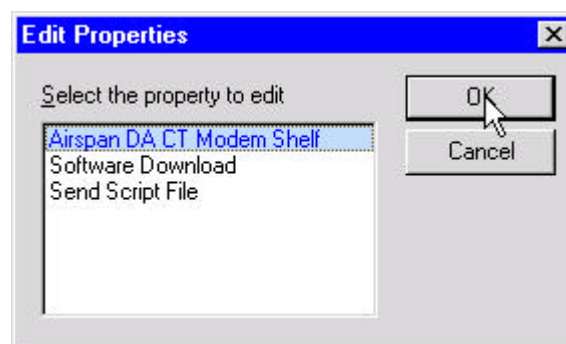 Edit Properties
Select the property to edit
OK
Airspan DA CT Modem Shelf
Cancel
Software Download
Send Script File